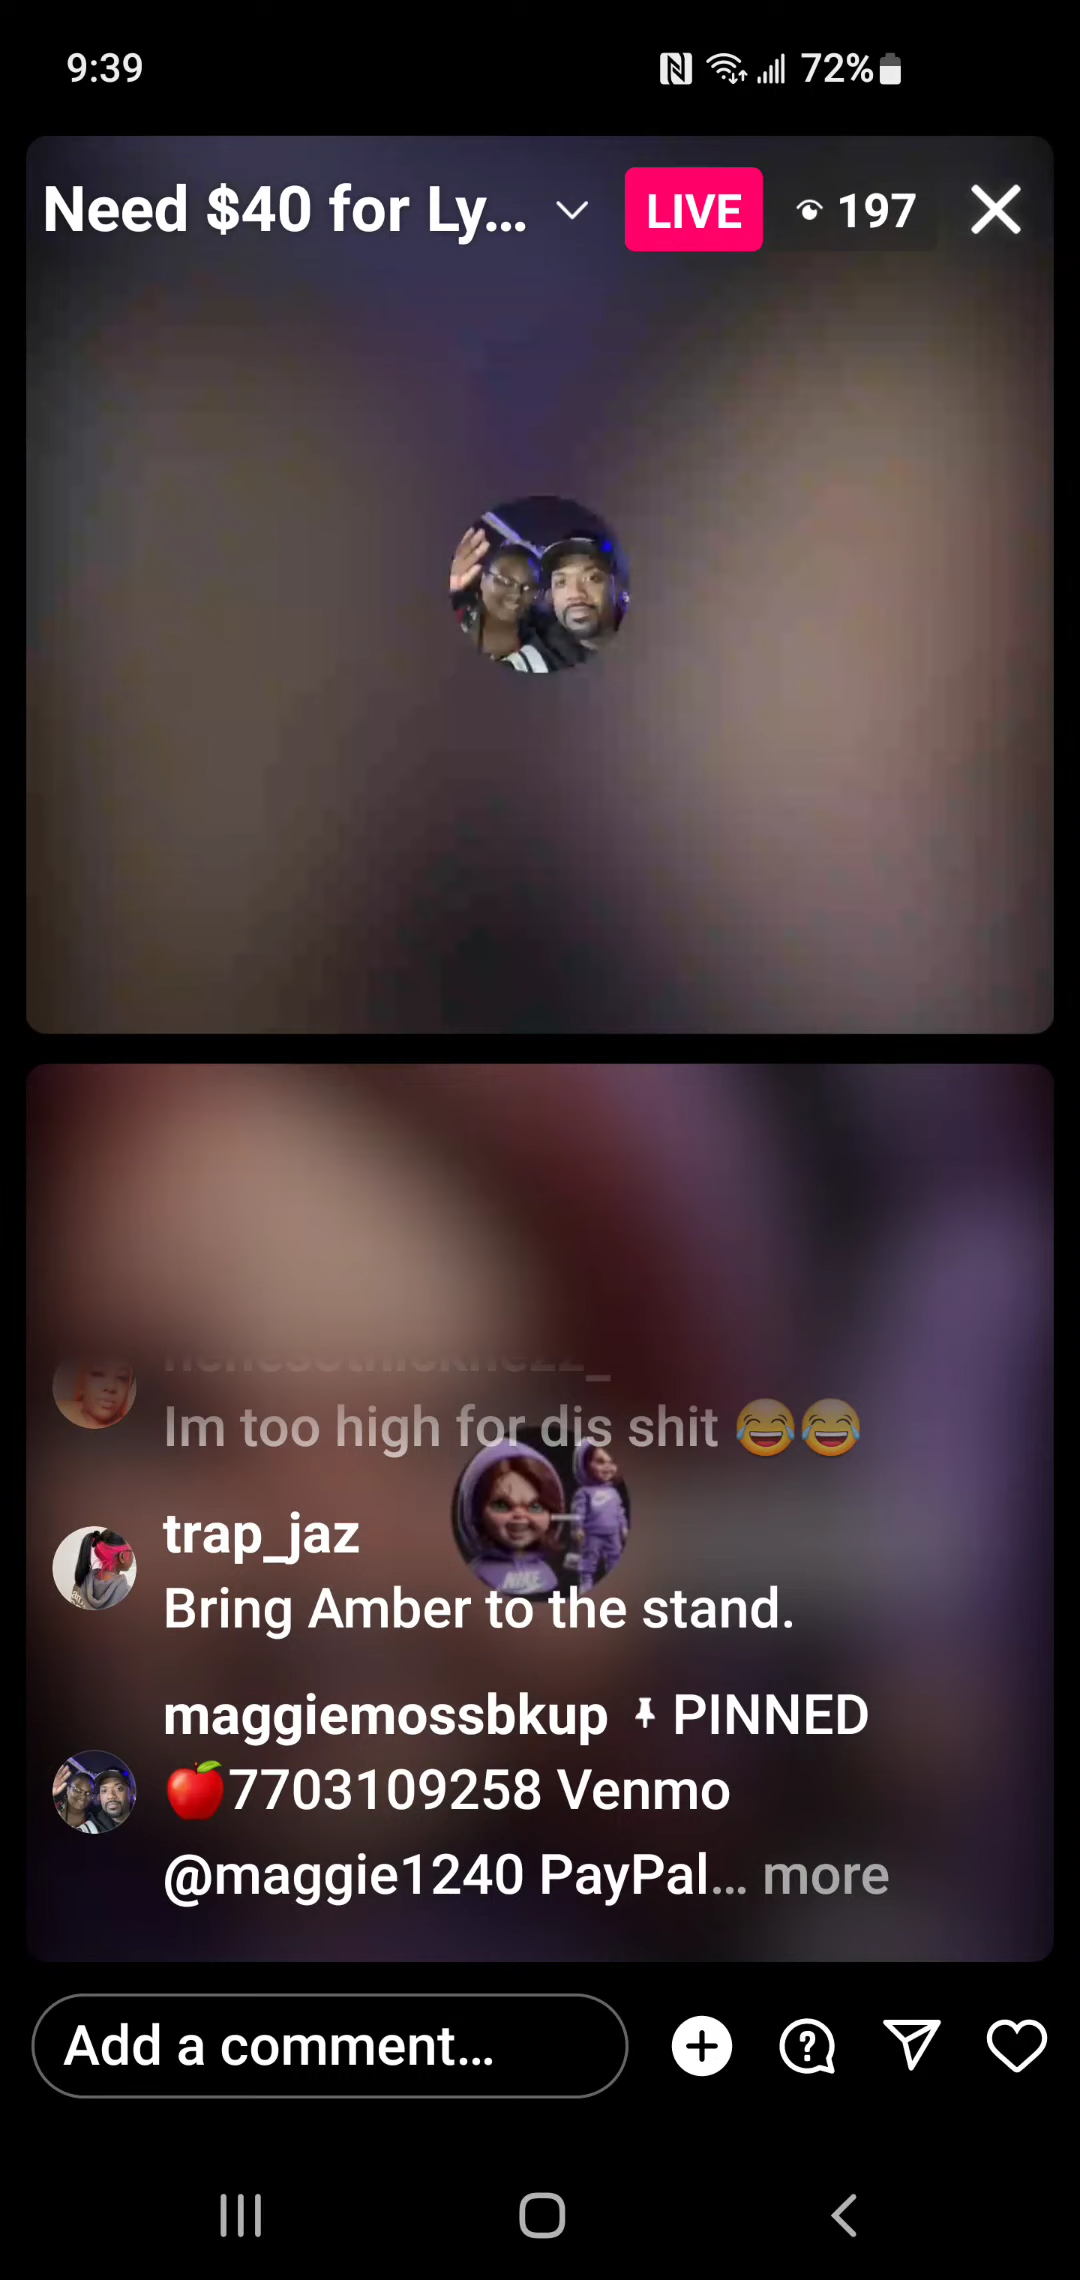 9:39
72%
Need $40 for Ly...
LIVE
197
Im too high for dis shit 😂😂
trap_jaz
Bring Amber to the stand.
maggiemossbkup PINNED
🍎7703109258 Venmo
@maggie1240 PayPal... more
Add a comment...